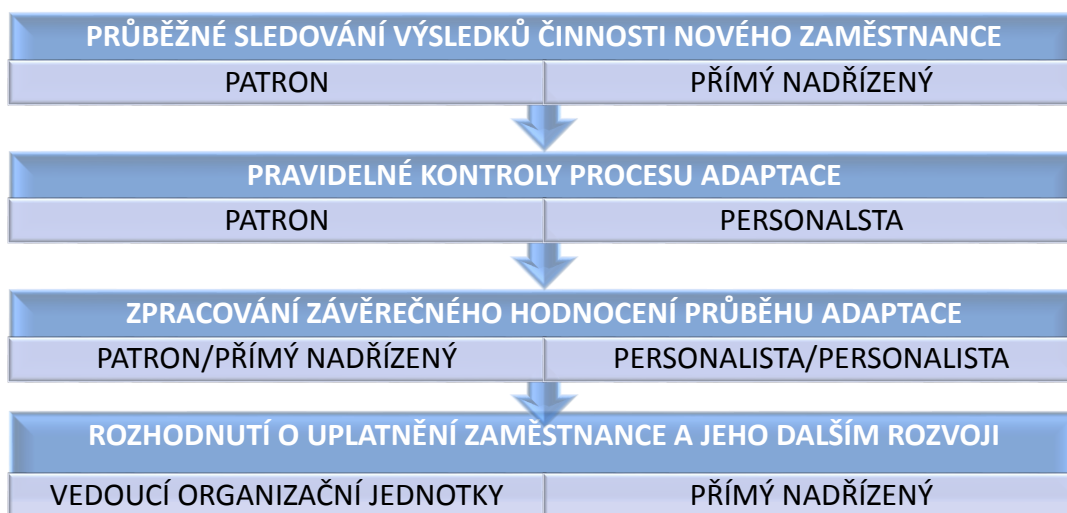 PRŮBĚŽNÉ SLEDOVÁNÍ VÝSLEDKŮ ČINNOSTI NOVÉHO ZAMĚSTNANCE
PATRON PŘÍMÝ NADŘÍZENÝ
PRAVIDELNÉ KONTROLY PROCESU ADAPTACE
PATRON PERSONALSTA
ZPRACOVÁNÍ ZÁVĚREČNÉHO HODNOCENÍ PRŮBĚHU ADAPTACE
PATRON/PŘÍMÝ NADŘÍZENÝ PERSONALISTA/PERSONALISTA
ROZHODNUTÍ O UPLATNĚNÍ ZAMĚSTNANCE A JEHO DALŠÍM ROZVOJI
VEDOUCÍ ORGANIZAČNÍ JEDNOTKY PŘÍMÝ NADŘÍZENÝ